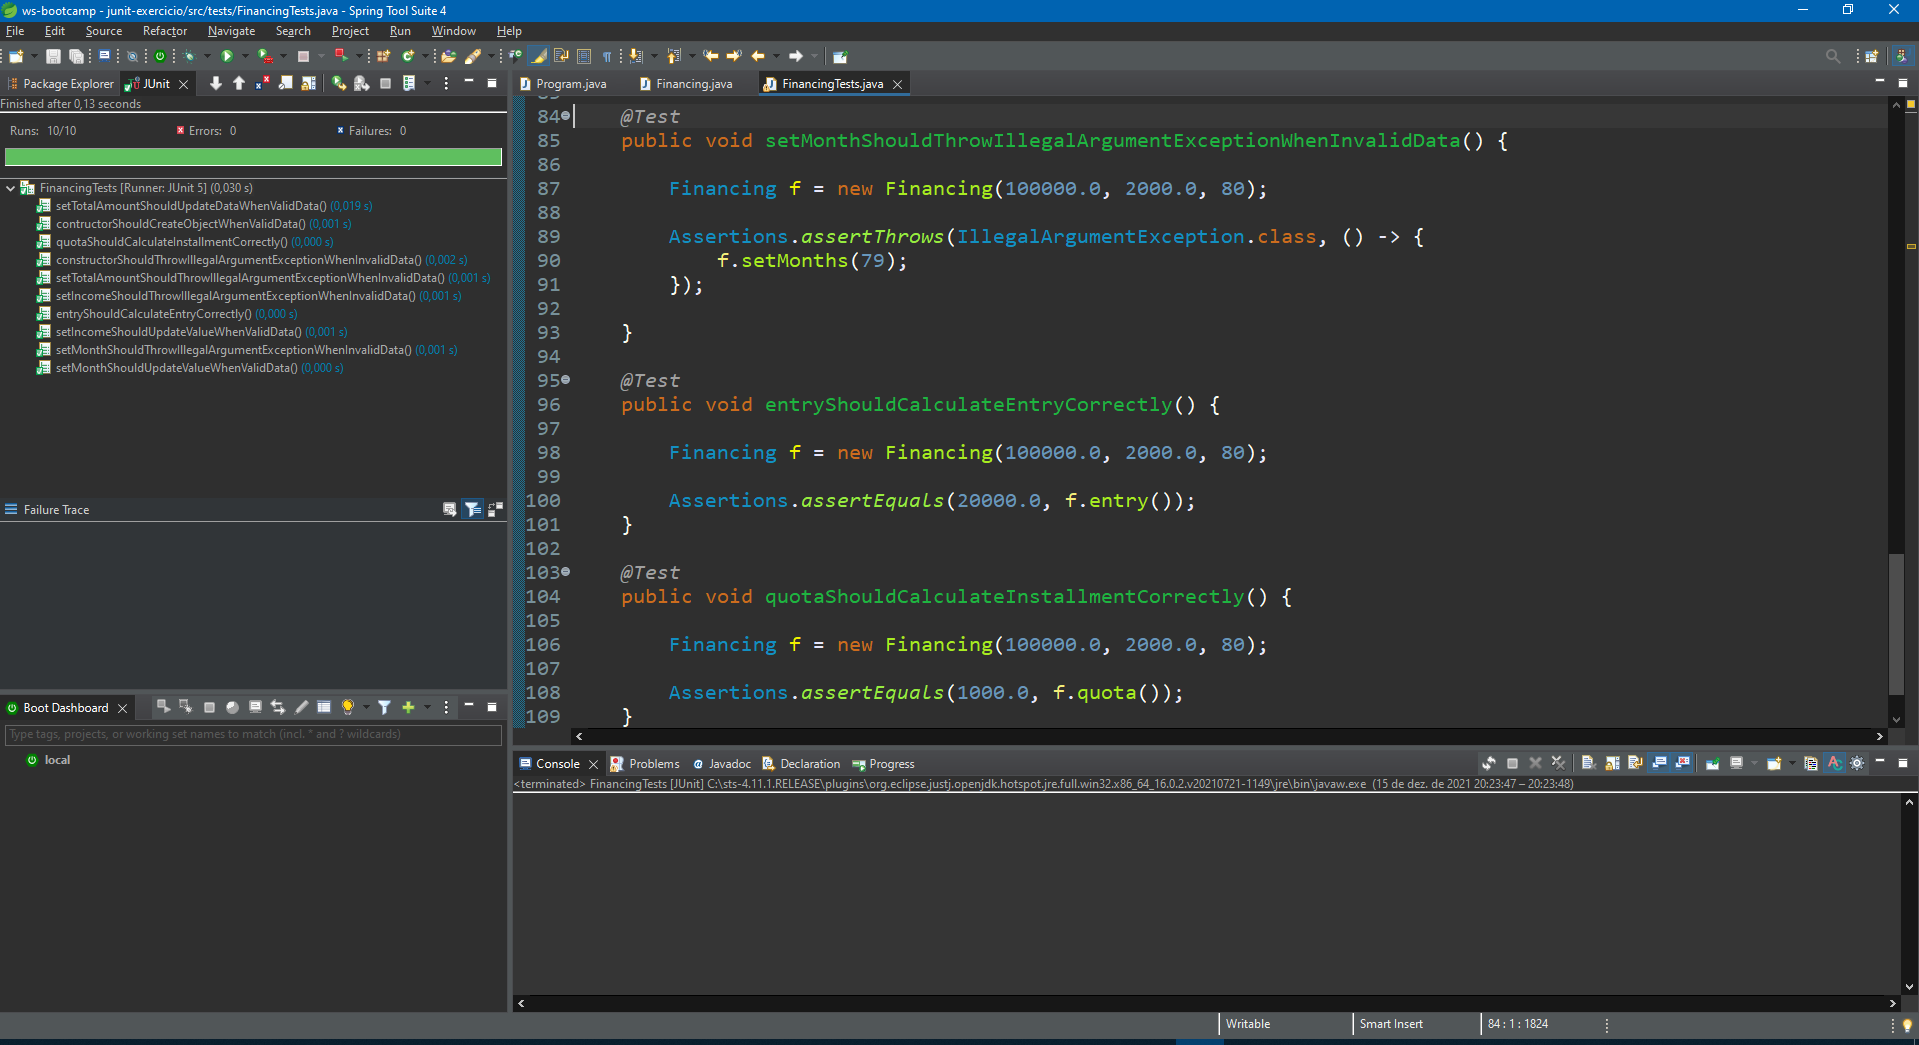 ws-bootcamp - junit-exercicio/src/tests/FinancingTests.java - Spring Tool Suite 4
File Edit Source Refactor Navigate Search Project Run Window Help
Package Explorer JUnit
Finished after 0,13 seconds
Runs: 10/10 Errors: 0 Failures: 0
FinancingTests [Runner: JUnit 5] (0,030 s)
setTotalAmountShouldUpdateDataWhenValidData() (0,019 s)
contructorShouldCreateObjectWhenValidData() (0,001 s)
quotaShouldCalculateInstallmentCorrectly() (0,000 s)
constructorShouldThrowIllegalArgumentExceptionWhenInvalidData() (0,002 s)
setTotalAmountShouldThrowIllegalArgumentExceptionWhenInvalidData() (0,001 s)
setIncomeShouldThrowIllegalArgumentExceptionWhenInvalidData() (0,001 s)
entryShouldCalculateEntryCorrectly() (0,000 s)
setIncomeShouldUpdateValueWhenValidData() (0,001 s)
setMonthShouldThrowIllegalArgumentExceptionWhenInvalidData() (0,001 s)
setMonthShouldUpdateValueWhenValidData() (0,000 s)
Failure Trace
Boot Dashboard
Type tags, projects, or working set names to match (incl. * and ? wildcards)
local
Program.java Financing.java FinancingTests.java
84 @Test
85 public void setMonthShouldThrowIllegalArgumentExceptionWhenInvalidData() {
86
87 Financing f = new Financing(100000.0, 2000.0, 80);
88
89 Assertions.assertThrows(IllegalArgumentException.class, () -> {
90 f.setMonths(79);
91 });
92
93 }
94
95 @Test
96 public void entryShouldCalculateEntryCorrectly() {
97
98 Financing f = new Financing(100000.0, 2000.0, 80);
99
100 Assertions.assertEquals(20000.0, f.entry());
101 }
102
103 @Test
104 public void quotaShouldCalculateInstallmentCorrectly() {
105
106 Financing f = new Financing(100000.0, 2000.0, 80);
107
108 Assertions.assertEquals(1000.0, f.quota());
109 }
Console Problems Javadoc Declaration Progress
<terminated> FinancingTests [JUnit] C:\sts-4.11.1.RELEASE\plugins\org.eclipse.justj.openjdk.hotspot.jre.full.win32.x86_64_16.0.2.v20210721-1149\jre\bin\javaw.exe (15 de dez. de 2021 20:23:47 – 20:23:48)
Writable Smart Insert 84 : 1 : 1824